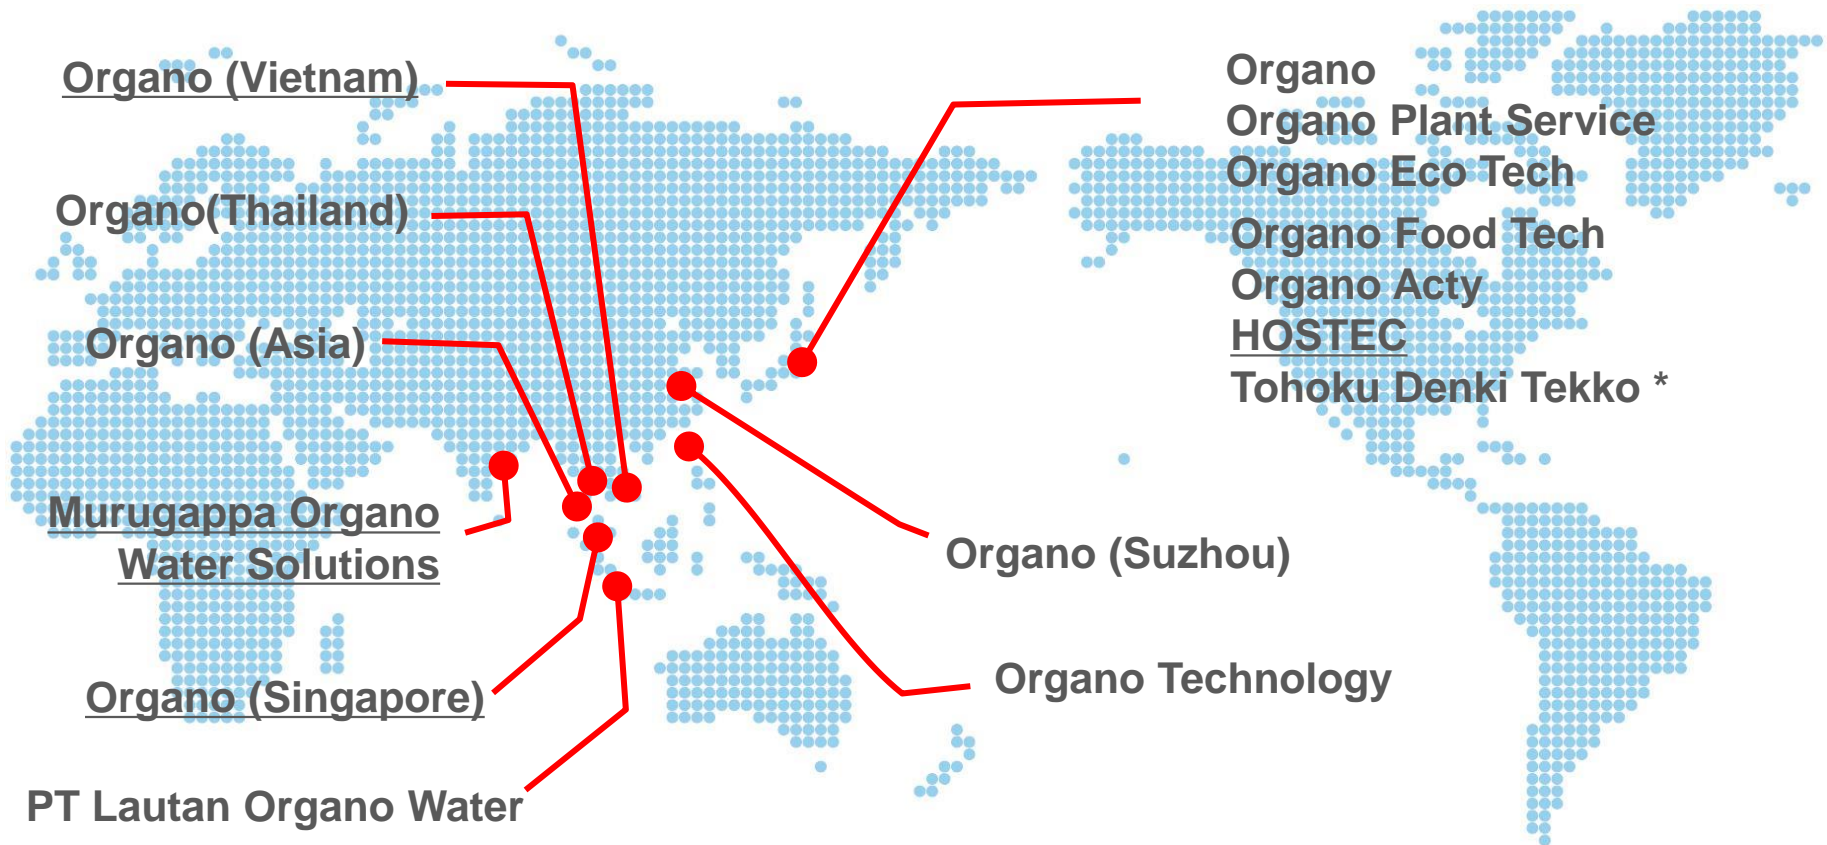 Organo (Vietnam)
Organo(Thailand)
Organo (Asia)
Murugappa Organo
Water Solutions
Organo (Singapore)
PT Lautan Organo Water
Organo
Organo Plant Service
Organo Eco Tech
Organo Food Tech
Organo Acty
HOSTEC
Tohoku Denki Tekko *
Organo (Suzhou)
Organo Technology